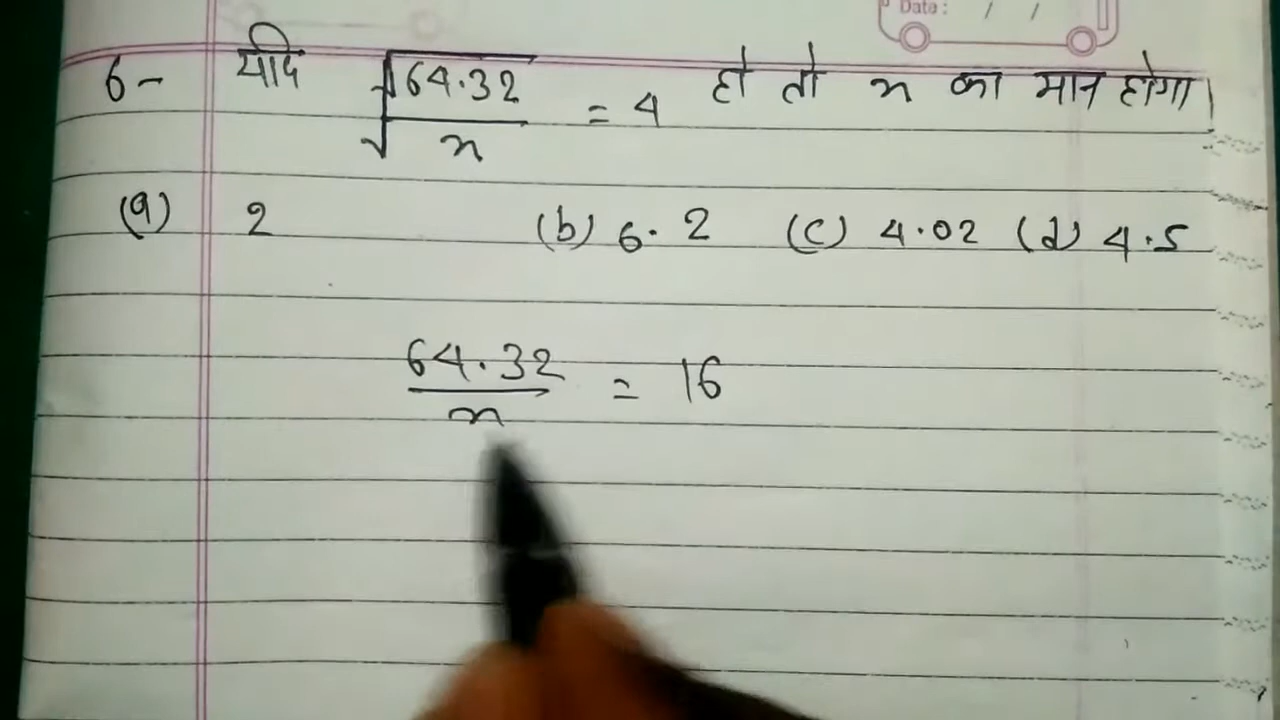 Date : / /
6- यदि √(64.32/x) = 4 हो तो x का मान होगा।
(a) 2 (b) 6.2 (c) 4.02 (d) 4.5
64.32/x = 16